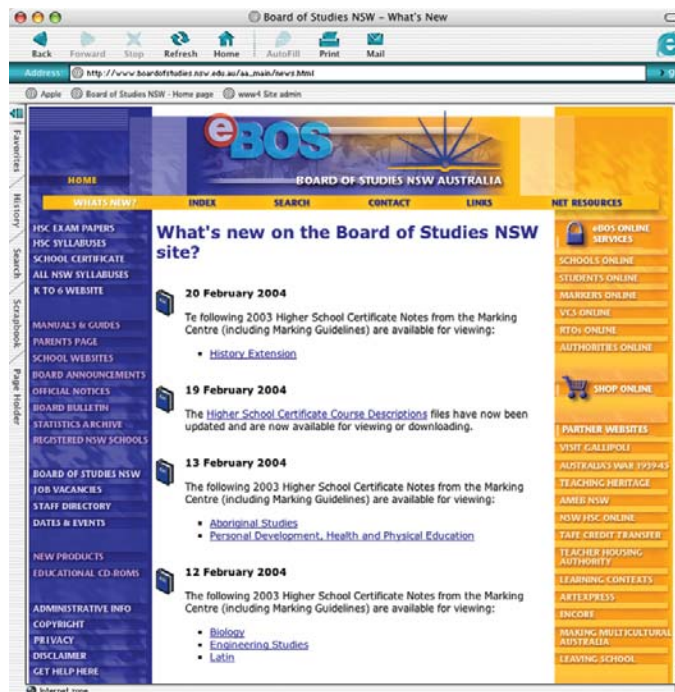 Board of Studies NSW - What's New
Back Forward Stop Refresh Home AutoFill Print Mail
Address: http://www.boardofstudies.nsw.edu.au/aa_main/news.html
Apple Board of Studies NSW - Home page www4 Site admin
Favorites
History
Search
Scrapbook
Page Holder
eBOS
BOARD OF STUDIES NSW AUSTRALIA
HOME
WHATS NEW? INDEX SEARCH CONTACT LINKS NET RESOURCES
HSC EXAM PAPERS
HSC SYLLABUSES
SCHOOL CERTIFICATE
ALL NSW SYLLABUSES
K TO 6 WEBSITE
MANUALS & GUIDES
PARENTS PAGE
SCHOOL WEBSITES
BOARD ANNOUNCEMENTS
OFFICIAL NOTICES
BOARD BULLETIN
STATISTICS ARCHIVE
REGISTERED NSW SCHOOLS
BOARD OF STUDIES NSW
JOB VACANCIES
STAFF DIRECTORY
DATES & EVENTS
NEW PRODUCTS
EDUCATIONAL CD-ROMS
ADMINISTRATIVE INFO
COPYRIGHT
PRIVACY
DISCLAIMER
GET HELP HERE
What's new on the Board of Studies NSW
site?
20 February 2004
Te following 2003 Higher School Certificate Notes from the Marking
Centre (including Marking Guidelines) are available for viewing:
History Extension
19 February 2004
The Higher School Certificate Course Descriptions files have now been
updated and are now available for viewing or downloading.
13 February 2004
The following 2003 Higher School Certificate Notes from the Marking
Centre (including Marking Guidelines) are available for viewing:
Aboriginal Studies
Personal Development, Health and Physical Education
12 February 2004
The following 2003 Higher School Certificate Notes from the Marking
Centre (including Marking Guidelines) are available for viewing:
Biology
Engineering Studies
Latin
eBOS ONLINE
SERVICES
SCHOOLS ONLINE
STUDENTS ONLINE
MARKERS ONLINE
VCS ONLINE
RTOs ONLINE
AUTHORITIES ONLINE
SHOP ONLINE
PARTNER WEBSITES
VISIT GALLIPOLI
AUSTRALIA'S WAR 1939-45
TEACHING HERITAGE
AMEB NSW
NSW HSC ONLINE
TAFE CREDIT TRANSFER
TEACHER HOUSING
AUTHORITY
LEARNING CONTEXTS
ARTEXPRESS
ENCORE
MAKING MULTICULTURAL
AUSTRALIA
LEAVING SCHOOL
Internet zone